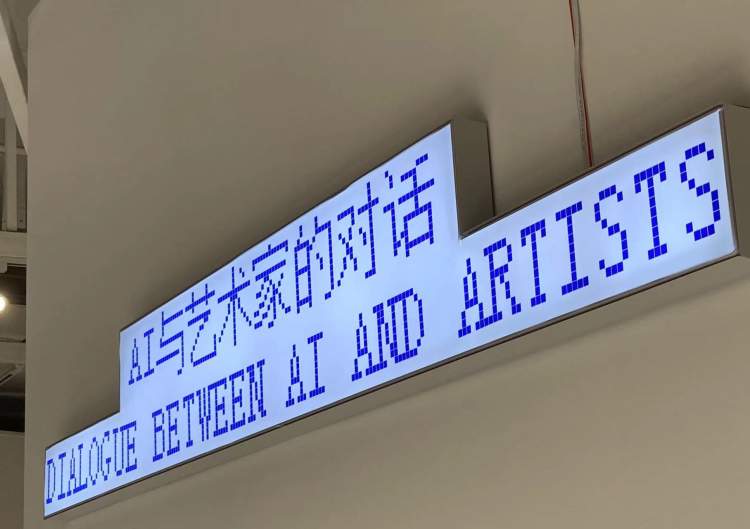 AI与艺术家的对话
DIALOGUE BETWEEN AI AND ARTISTS